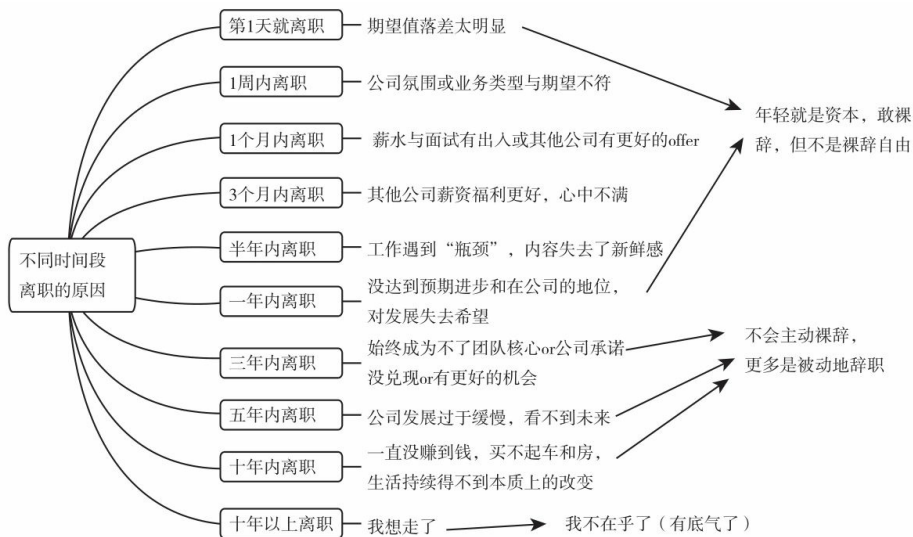 第1天就离职
期望值落差太明显
1周内离职
公司氛围或业务类型与期望不符
1个月内离职
薪水与面试有出入或其他公司有更好的offer
3个月内离职
其他公司薪资福利更好，心中不满
半年内离职
工作遇到“瓶颈”，内容失去了新鲜感
一年内离职
没达到预期进步和在公司的地位，
对发展失去希望
三年内离职
始终成为不了团队核心or公司承诺
没兑现or有更好的机会
五年内离职
公司发展过于缓慢，看不到未来
十年内离职
一直没赚到钱，买不起车和房，
生活持续得不到本质上的改变
十年以上离职
我想走了
不同时间段
离职的原因
年轻就是资本，敢裸
辞，但不是裸辞自由
不会主动裸辞，
更多是被动地辞职
我不在乎了（有底气了）